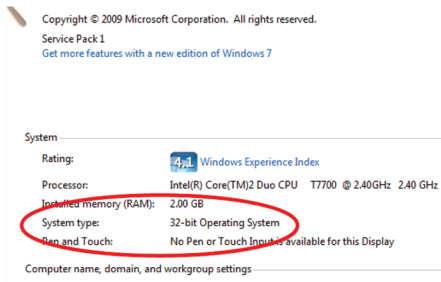 Copyright © 2009 Microsoft Corporation. All rights reserved.
Service Pack 1
Get more features with a new edition of Windows 7
System
Rating: 4,1 Windows Experience Index
Processor: Intel(R) Core(TM)2 Duo CPU T7700 @ 2.40GHz 2.40 GHz
Installed memory (RAM): 2.00 GB
System type: 32-bit Operating System
Pen and Touch: No Pen or Touch Input is available for this Display
Computer name, domain, and workgroup settings